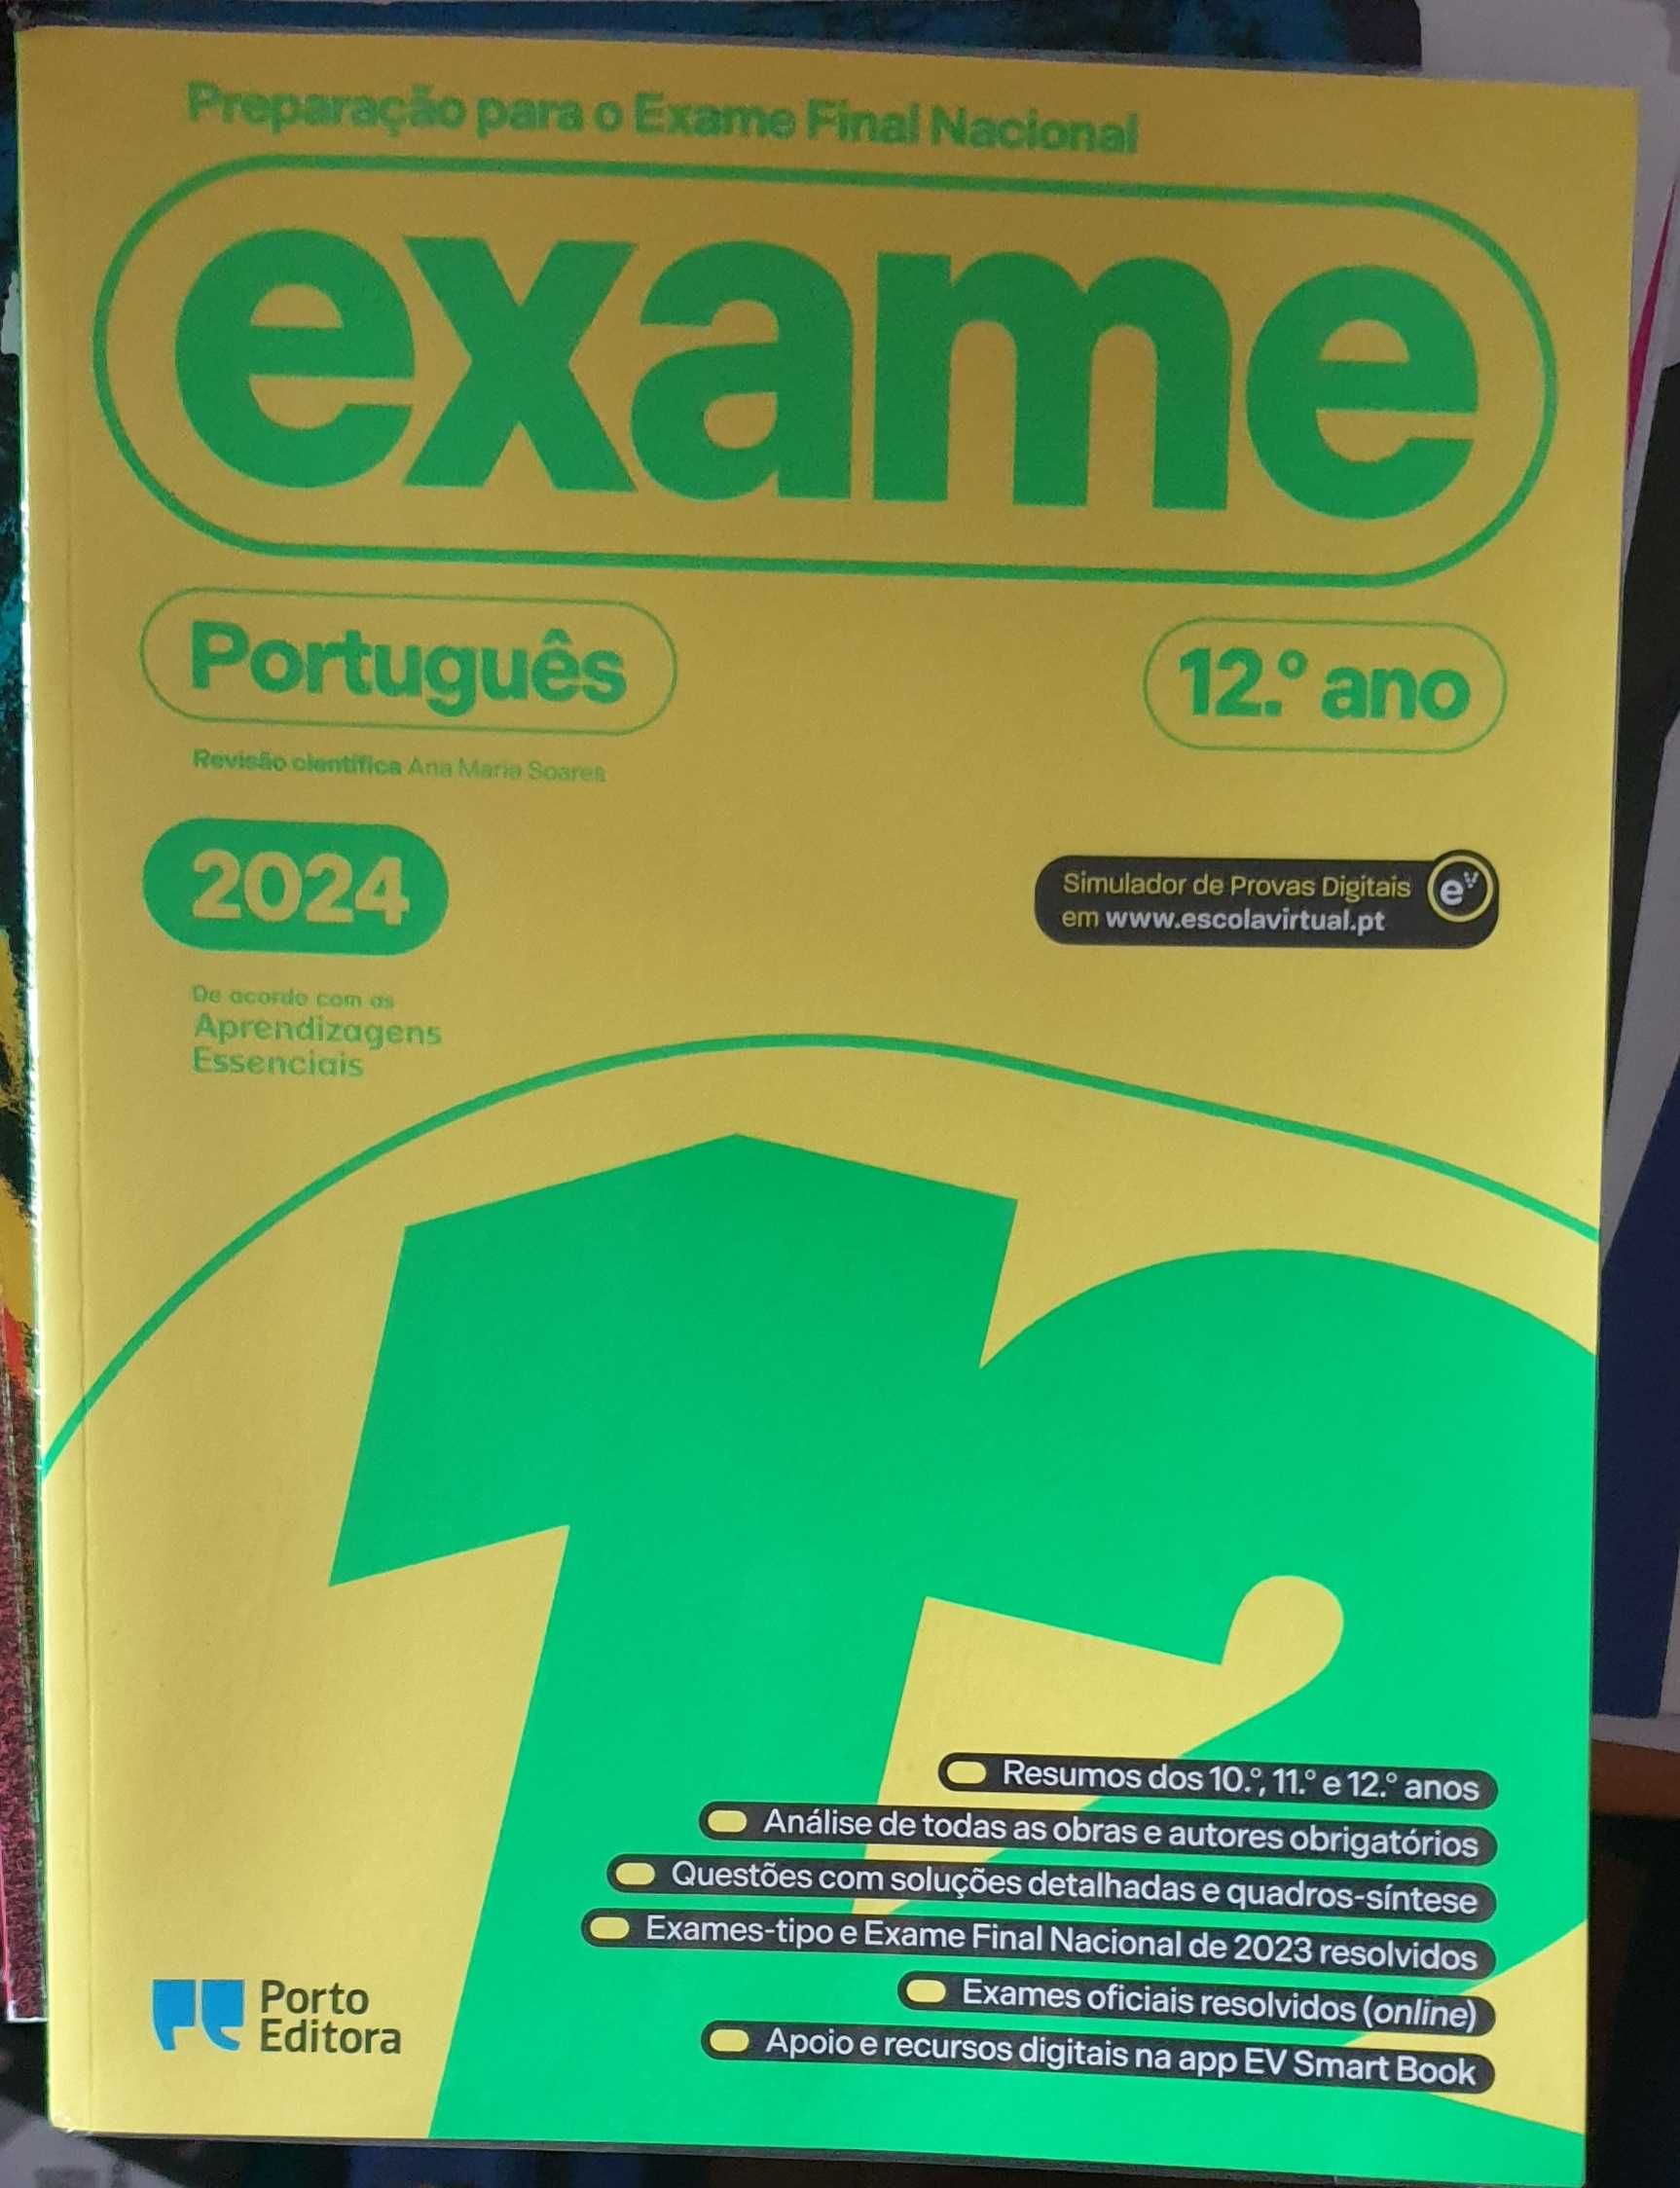 Preparação para o Exame Final Nacional
exame
Português
12.º ano
Revisão científica Ana Maria Soares
2024
Simulador de Provas Digitais
em www.escolavirtual.pt
eV
De acordo com as
Aprendizagens
Essenciais
12
Resumos dos 10.º, 11.º e 12.º anos
Análise de todas as obras e autores obrigatórios
Questões com soluções detalhadas e quadros-síntese
Exames-tipo e Exame Final Nacional de 2023 resolvidos
Exames oficiais resolvidos (online)
Apoio e recursos digitais na app EV Smart Book
Porto
Editora